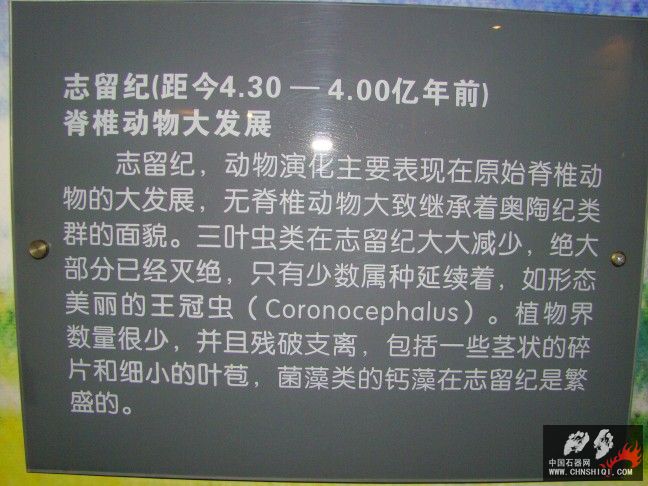 志留纪(距今4.30 — 4.00亿年前)
脊椎动物大发展
志留纪，动物演化主要表现在原始脊椎动
物的大发展，无脊椎动物大致继承着奥陶纪类
群的面貌。三叶虫类在志留纪大大减少，绝大
部分已经灭绝，只有少数属种延续着，如形态
美丽的王冠虫（Coronocephalus）。植物界
数量很少，并且残破支离，包括一些茎状的碎
片和细小的叶苞，菌藻类的钙藻在志留纪是繁
盛的。
中国石器网
WWW.CHNSHIQI.COM